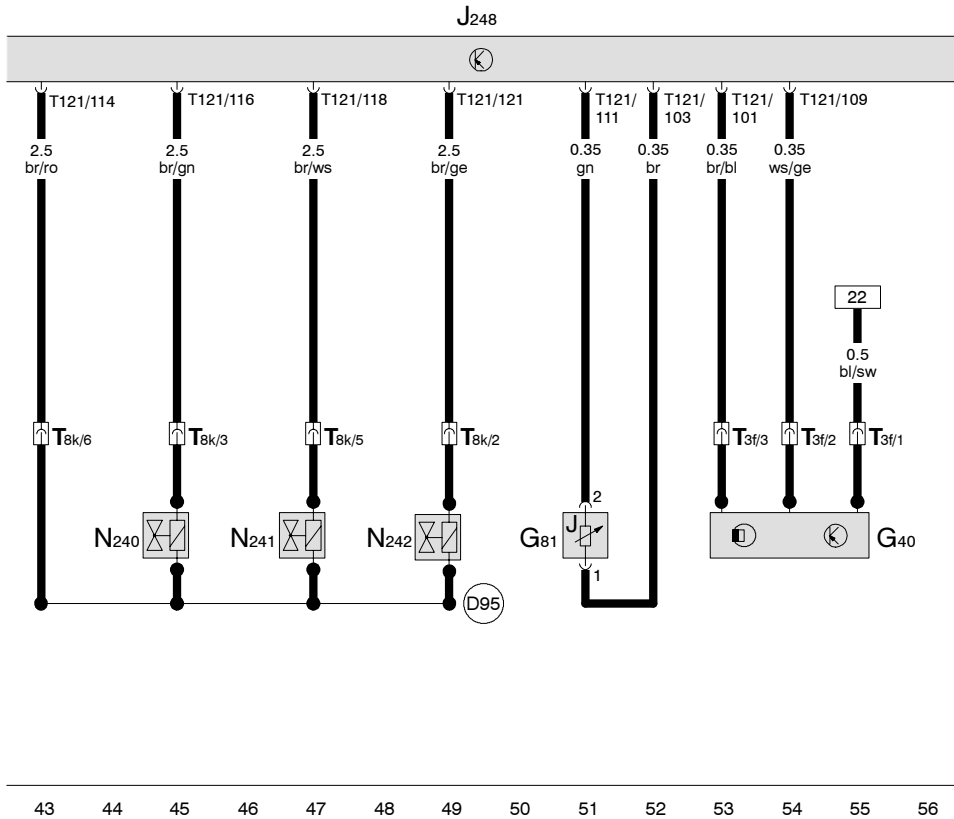 J248
T121/114
T121/116
T121/118
T121/121
T121/
111
T121/
103
T121/
101
T121/109
2.5
br/ro
2.5
br/gn
2.5
br/ws
2.5
br/ge
0.35
gn
0.35
br
0.35
br/bl
0.35
ws/ge
22
0.5
bl/sw
T8k/6
T8k/3
T8k/5
T8k/2
T3f/3
T3f/2
T3f/1
2
N240
N241
N242
G81
J
G40
1
D95
43 44 45 46 47 48 49 50 51 52 53 54 55 56